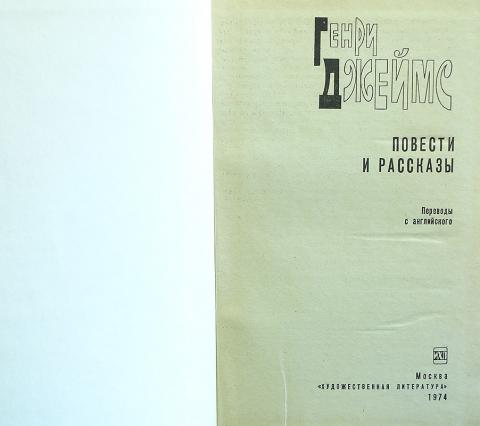 Генри
Джеймс
ПОВЕСТИ
И РАССКАЗЫ
Переводы
с английского
Москва
«ХУДОЖЕСТВЕННАЯ ЛИТЕРАТУРА»
1974